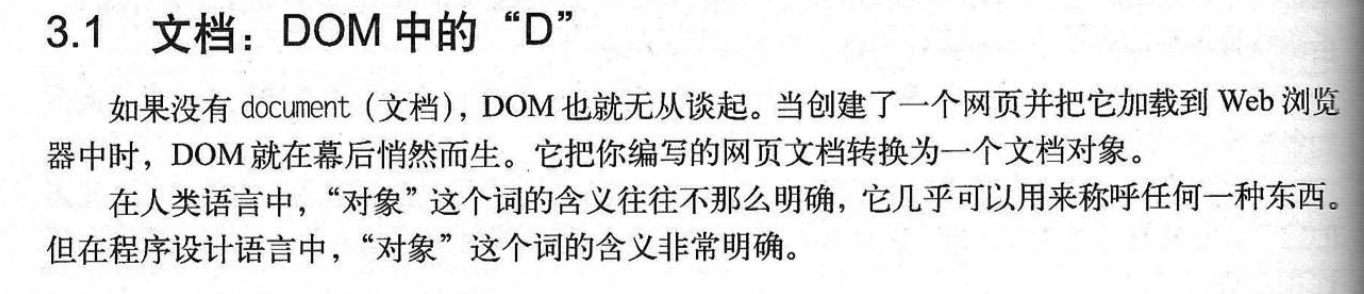 3.1 文档：DOM 中的“D”
如果没有 document（文档），DOM 也就无从谈起。当创建了一个网页并把它加载到 Web 浏览
器中时，DOM 就在幕后悄然而生。它把你编写的网页文档转换为一个文档对象。
在人类语言中，“对象”这个词的含义往往不那么明确，它几乎可以用来称呼任何一种东西。
但在程序设计语言中，“对象”这个词的含义非常明确。